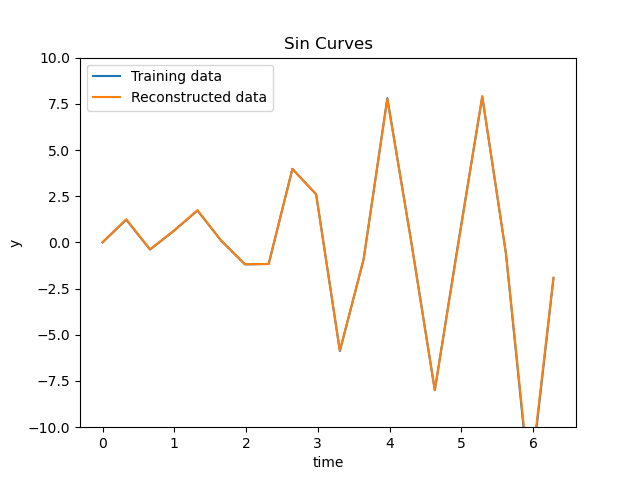 Sin Curves
Training data
Reconstructed data
10.0
7.5
5.0
2.5
0.0
−2.5
−5.0
−7.5
−10.0
y
0 1 2 3 4 5 6
time